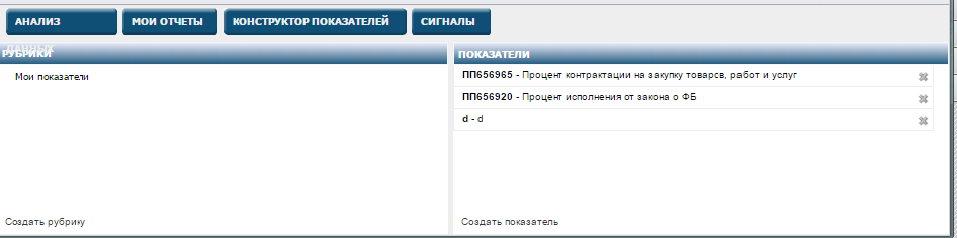 АНАЛИЗ
ДАННЫХ
МОИ ОТЧЕТЫ
КОНСТРУКТОР ПОКАЗАТЕЛЕЙ
СИГНАЛЫ
РУБРИКИ
ПОКАЗАТЕЛИ
Мои показатели
ПП656965 - Процент контрактации на закупку товаров, работ и услуг
ПП656920 - Процент исполнения от закона о ФБ
d - d
Создать рубрику
Создать показатель